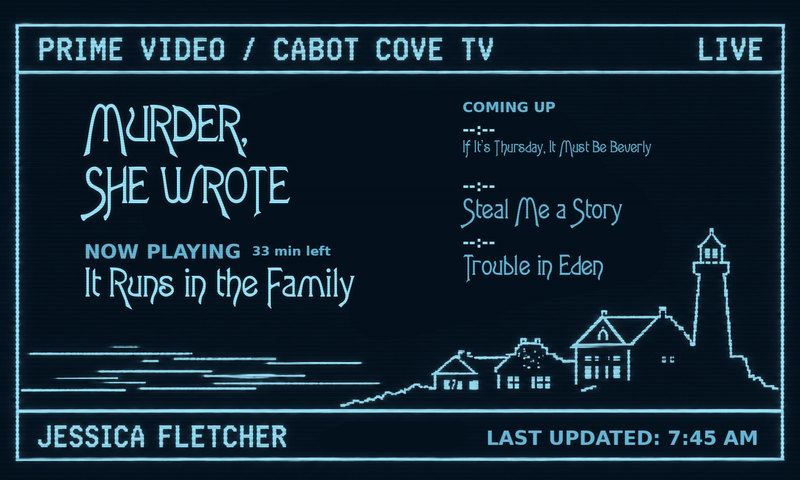 PRIME VIDEO / CABOT COVE TV
LIVE
MURDER,
SHE WROTE
NOW PLAYING 33 min left
It Runs in the Family
COMING UP
--:--
If It's Thursday, It Must Be Beverly
--:--
Steal Me a Story
--:--
Trouble in Eden
JESSICA FLETCHER
LAST UPDATED: 7:45 AM